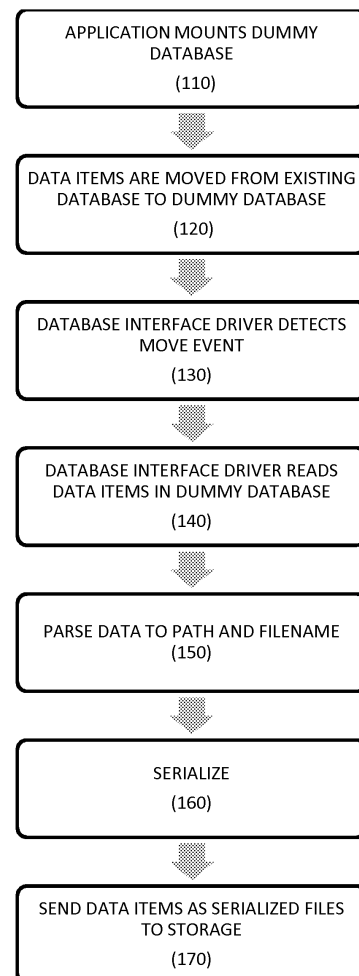 APPLICATION MOUNTS DUMMY
DATABASE
(110)
DATA ITEMS ARE MOVED FROM EXISTING
DATABASE TO DUMMY DATABASE
(120)
DATABASE INTERFACE DRIVER DETECTS
MOVE EVENT
(130)
DATABASE INTERFACE DRIVER READS
DATA ITEMS IN DUMMY DATABASE
(140)
PARSE DATA TO PATH AND FILENAME
(150)
SERIALIZE
(160)
SEND DATA ITEMS AS SERIALIZED FILES
TO STORAGE
(170)